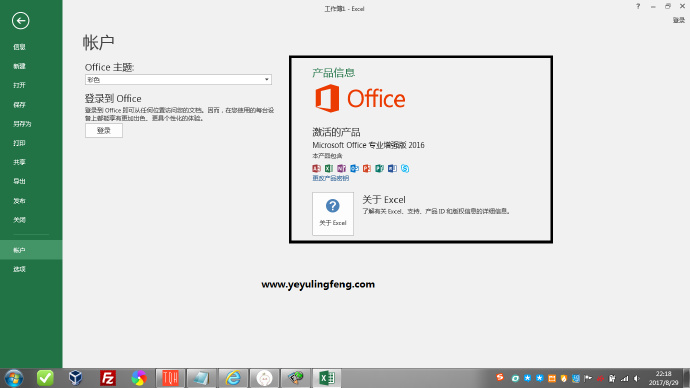 工作簿1 - Excel
?
登录
信息
新建
打开
保存
另存为
打印
共享
导出
发布
关闭
帐户
选项
帐户
Office 主题:
彩色
登录到 Office
登录到 Office 即可从任何位置访问您的文档。因而，在您使用的每台设
备上都能享有更加出色、更具个性化的体验。
登录
产品信息
Office
激活的产品
Microsoft Office 专业增强版 2016
本产品包含
更改产品密钥
?
关于 Excel
关于 Excel
了解有关 Excel、支持、产品 ID 和版权信息的详细信息。
www.yeyulingfeng.com
22:18
2017/8/29